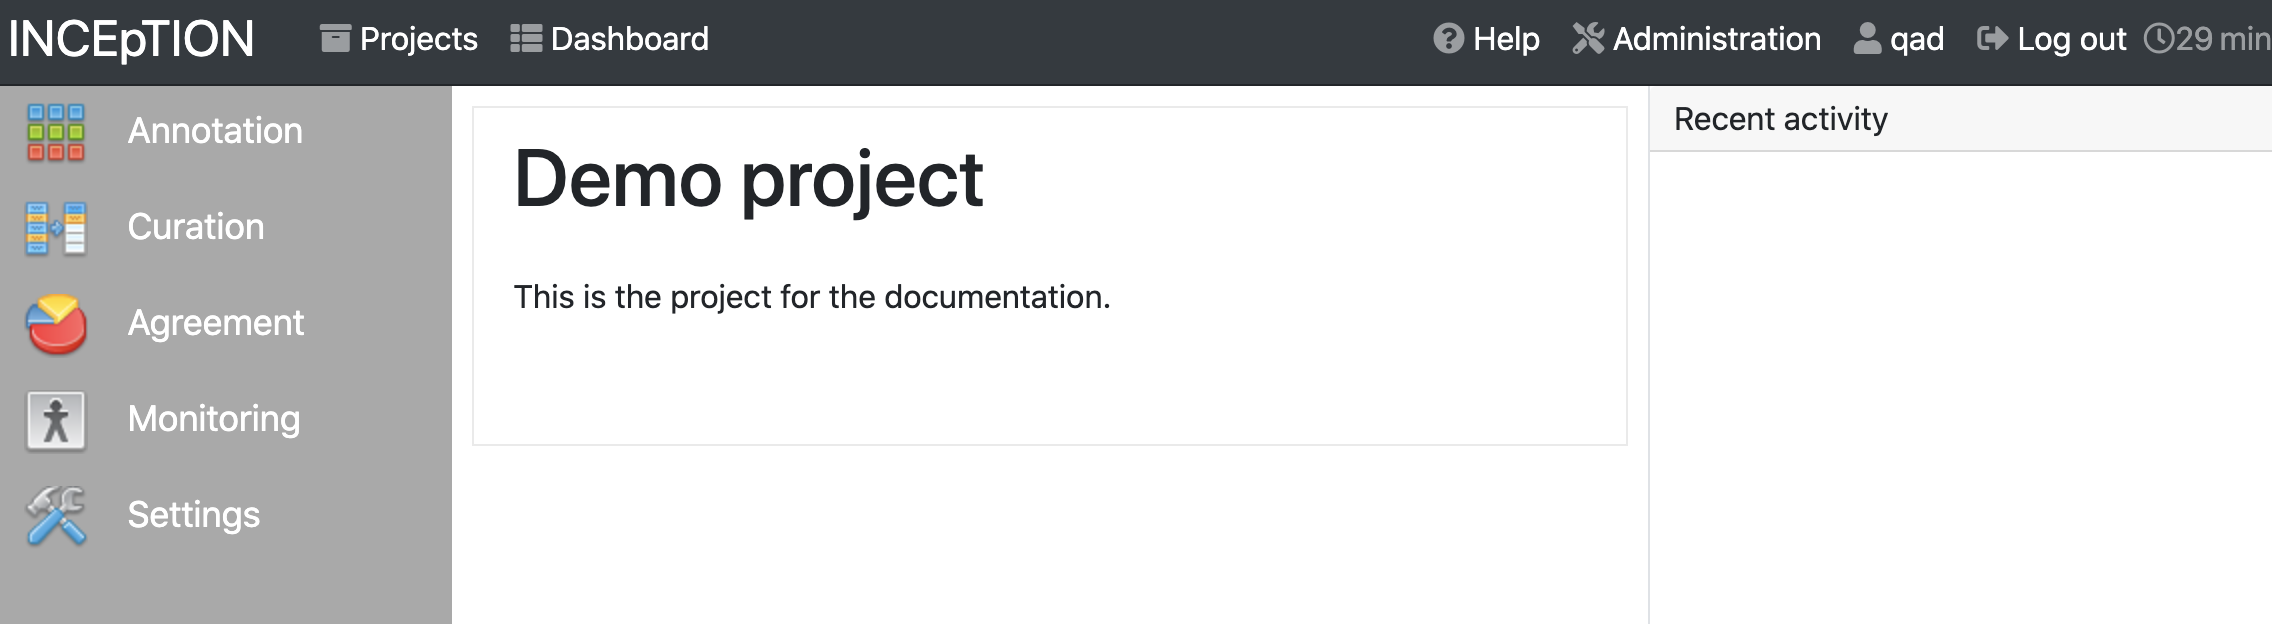 INCEpTION Projects Dashboard Help Administration qad Log out 29 min
Annotation
Curation
Agreement
Monitoring
Settings
Demo project
This is the project for the documentation.
Recent activity